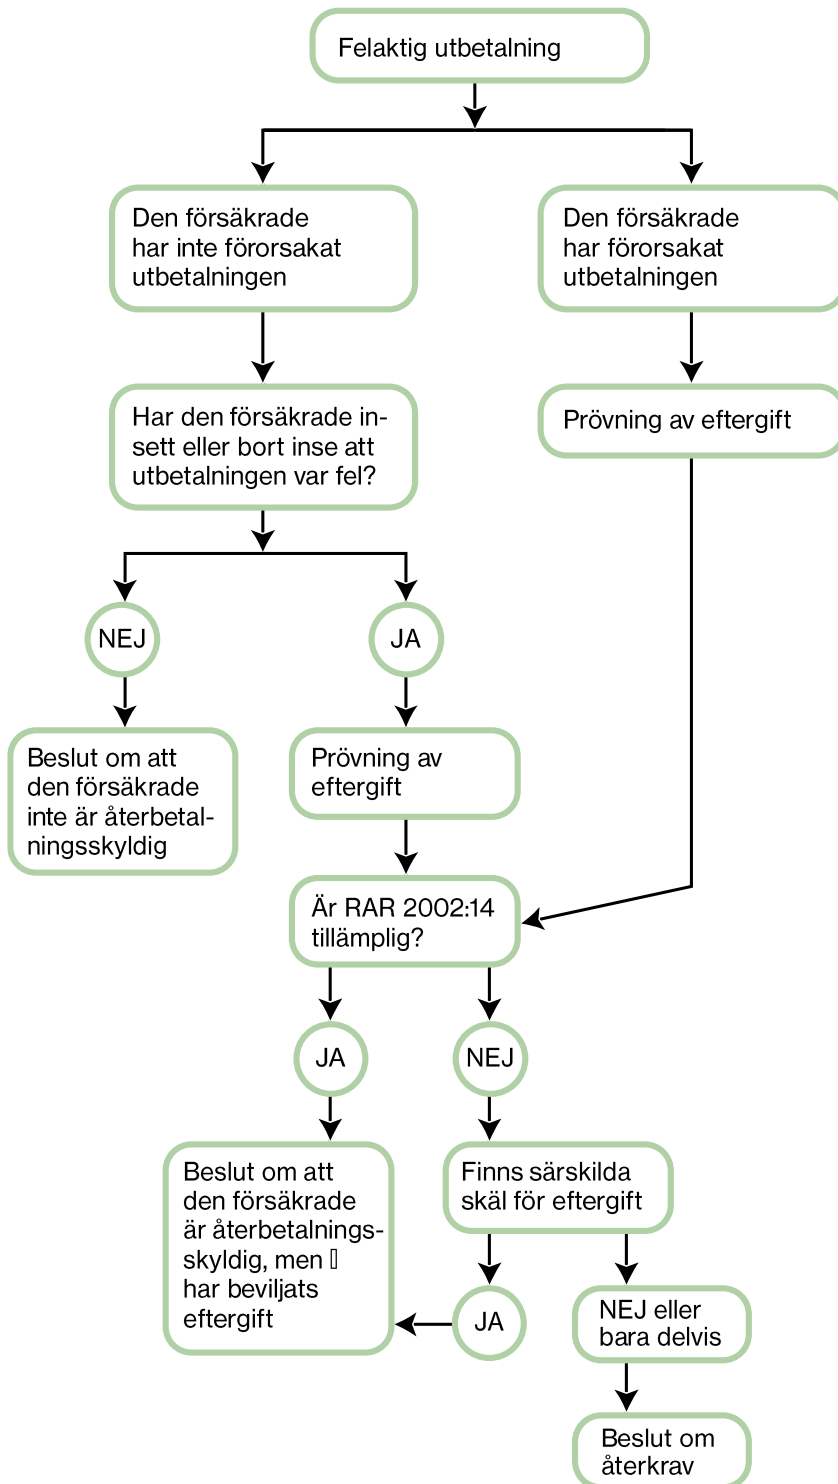 Felaktig utbetalning
Den försäkrade
har inte förorsakat
utbetalningen
Den försäkrade
har förorsakat
utbetalningen
Har den försäkrade in-
sett eller bort inse att
utbetalningen var fel?
Prövning av eftergift
NEJ
JA
Beslut om att
den försäkrade
inte är återbetal-
ningsskyldig
Prövning av
eftergift
Är RAR 2002:14
tillämplig?
JA
NEJ
Beslut om att
den försäkrade
är återbetalnings-
skyldig, men ▯
har beviljats
eftergift
Finns särskilda
skäl för eftergift
JA
NEJ eller
bara delvis
Beslut om
återkrav